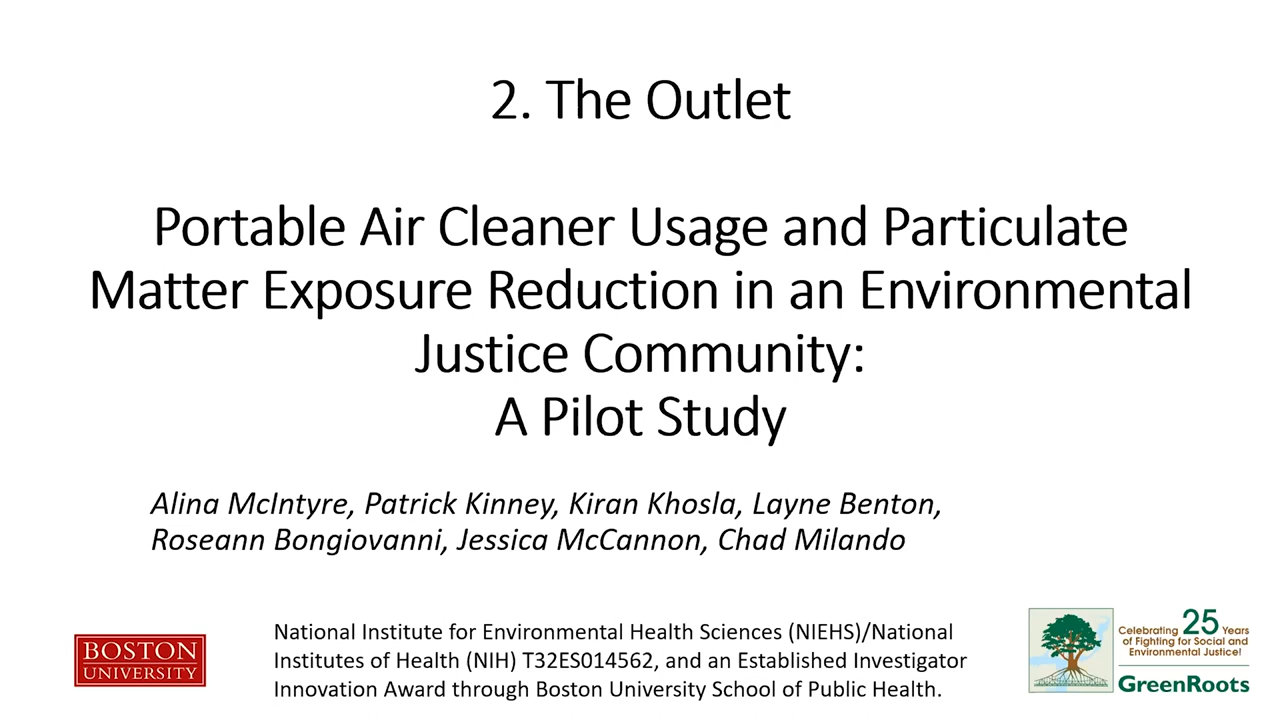 2. The Outlet
Portable Air Cleaner Usage and Particulate
Matter Exposure Reduction in an Environmental
Justice Community:
A Pilot Study
Alina McIntyre, Patrick Kinney, Kiran Khosla, Layne Benton,
Roseann Bongiovanni, Jessica McCannon, Chad Milando
National Institute for Environmental Health Sciences (NIEHS)/National
Institutes of Health (NIH) T32ES014562, and an Established Investigator
Innovation Award through Boston University School of Public Health.
BOSTON
UNIVERSITY
Celebrating 25 Years
of Fighting for Social and
Environmental Justice!
GreenRoots